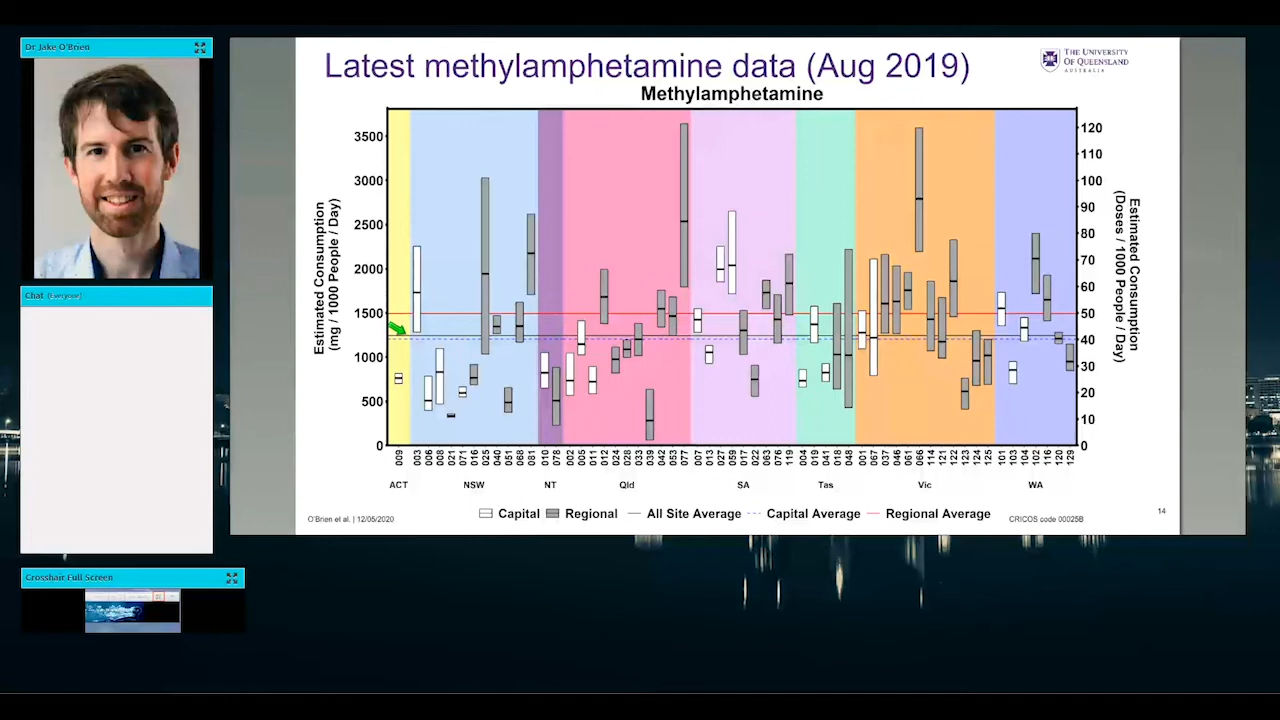 Dr Jake O'Brien
Chat (Everyone)
Crosshair Full Screen
Latest methylamphetamine data (Aug 2019)
THE UNIVERSITY
OF QUEENSLAND
AUSTRALIA
Methylamphetamine
Estimated Consumption
(mg / 1000 People / Day)
3500
3000
2500
2000
1500
1000
500
0
120
110
100
90
80
70
60
50
40
30
20
10
0
Estimated Consumption
(Doses / 1000 People / Day)
009 003 006 008 021 071 016 025 040 051 068 081 010 078 002 005 011 112 024 028 033 039 042 053 077 007 013 027 059 017 022 063 076 119 004 019 041 018 048 001 067 037 046 061 066 114 121 122 123 124 125 101 103 104 102 116 120 129
ACT NSW NT Qld SA Tas Vic WA
Capital Regional All Site Average Capital Average Regional Average
O'Brien et al. | 12/05/2020
CRICOS code 00025B
14